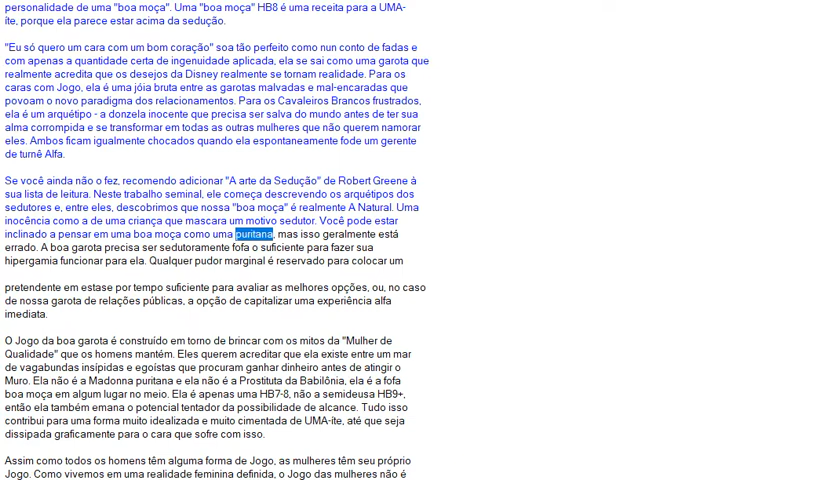 personalidade de uma "boa moça". Uma "boa moça" HB8 é uma receita para a UMA-
íte, porque ela parece estar acima da sedução.
"Eu só quero um cara com um bom coração" soa tão perfeito como nun conto de fadas e
com apenas a quantidade certa de ingenuidade aplicada, ela se sai como uma garota que
realmente acredita que os desejos da Disney realmente se tornam realidade. Para os
caras com Jogo, ela é uma jóia bruta entre as garotas malvadas e mal-encaradas que
povoam o novo paradigma dos relacionamentos. Para os Cavaleiros Brancos frustrados,
ela é um arquétipo - a donzela inocente que precisa ser salva do mundo antes de ter sua
alma corrompida e se transformar em todas as outras mulheres que não querem namorar
eles. Ambos ficam igualmente chocados quando ela espontaneamente fode um gerente
de turnê Alfa.
Se você ainda não o fez, recomendo adicionar "A arte da Sedução" de Robert Greene à
sua lista de leitura. Neste trabalho seminal, ele começa descrevendo os arquétipos dos
sedutores e, entre eles, descobrimos que nossa "boa moça" é realmente A Natural. Uma
inocência como a de uma criança que mascara um motivo sedutor. Você pode estar
inclinado a pensar em uma boa moça como uma puritana, mas isso geralmente está
errado. A boa garota precisa ser sedutoramente fofa o suficiente para fazer sua
hipergamia funcionar para ela. Qualquer pudor marginal é reservado para colocar um
pretendente em estase por tempo suficiente para avaliar as melhores opções, ou, no caso
de nossa garota de relações públicas, a opção de capitalizar uma experiência alfa
imediata.
O Jogo da boa garota é construído em torno de brincar com os mitos da "Mulher de
Qualidade" que os homens mantém. Eles querem acreditar que ela existe entre um mar
de vagabundas insípidas e egoístas que procuram ganhar dinheiro antes de atingir o
Muro. Ela não é a Madonna puritana e ela não é a Prostituta da Babilônia, ela é a fofa
boa moça em algum lugar no meio. Ela é apenas uma HB7-8, não a semideusa HB9+,
então ela também emana o potencial tentador da possibilidade de alcance. Tudo isso
contribui para uma forma muito idealizada e muito cimentada de UMA-íte, até que seja
dissipada graficamente para o cara que sofre com isso.
Assim como todos os homens têm alguma forma de Jogo, as mulheres têm seu próprio
Jogo. Como vivemos em uma realidade feminina definida, o Jogo das mulheres não é